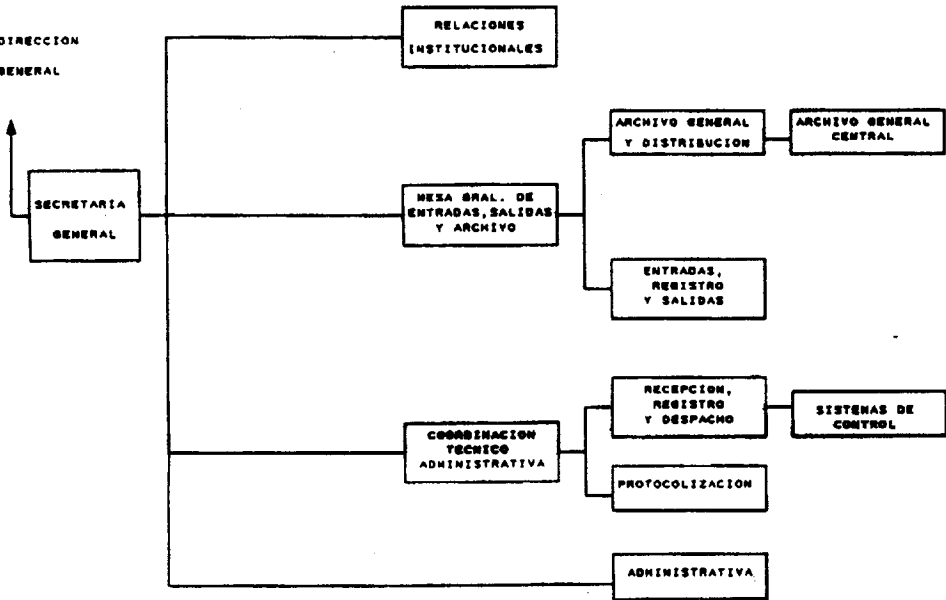 DIRECCION
GENERAL
SECRETARIA
GENERAL
RELACIONES
INSTITUCIONALES
MESA GRAL. DE
ENTRADAS, SALIDAS
Y ARCHIVO
ARCHIVO GENERAL
Y DISTRIBUCION
ARCHIVO GENERAL
CENTRAL
ENTRADAS,
REGISTRO
Y SALIDAS
COORDINACION
TECNICO
ADMINISTRATIVA
RECEPCION,
REGISTRO
Y DESPACHO
SISTEMAS DE
CONTROL
PROTOCOLIZACION
ADMINISTRATIVA